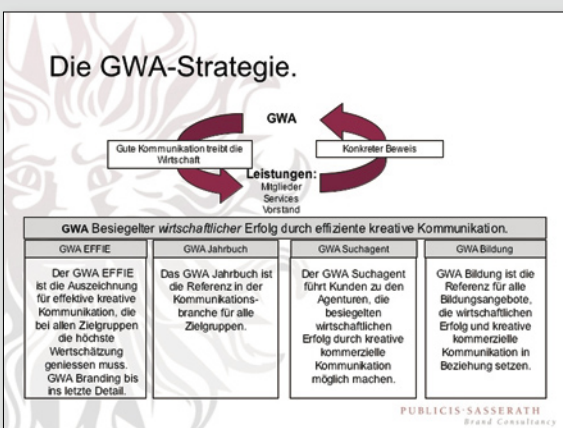 Die GWA-Strategie.
GWA
Gute Kommunikation treibt die
Wirtschaft
Konkreter Beweis
Leistungen:
Mitglieder
Services
Vorstand
GWA Besiegelter wirtschaftlicher Erfolg durch effiziente kreative Kommunikation.
GWA EFFIE
Der GWA EFFIE
ist die Auszeichnung
für effektive kreative
Kommunikation, die
bei allen Zielgruppen
die höchste
Wertschätzung
geniessen muss.
GWA Branding bis
ins letzte Detail.
GWA Jahrbuch
Das GWA Jahrbuch ist
die Referenz in der
Kommunikations-
branche für alle
Zielgruppen.
GWA Suchagent
Der GWA Suchagent
führt Kunden zu den
Agenturen, die
besiegelten
wirtschaftlichen
Erfolg durch kreative
kommerzielle
Kommunikation
möglich machen.
GWA Bildung
GWA Bildung ist die
Referenz für alle
Bildungsangebote,
die wirtschaftlichen
Erfolg und kreative
kommerzielle
Kommunikation in
Beziehung setzen.
PUBLICIS·SASSERATH
Brand Consultancy